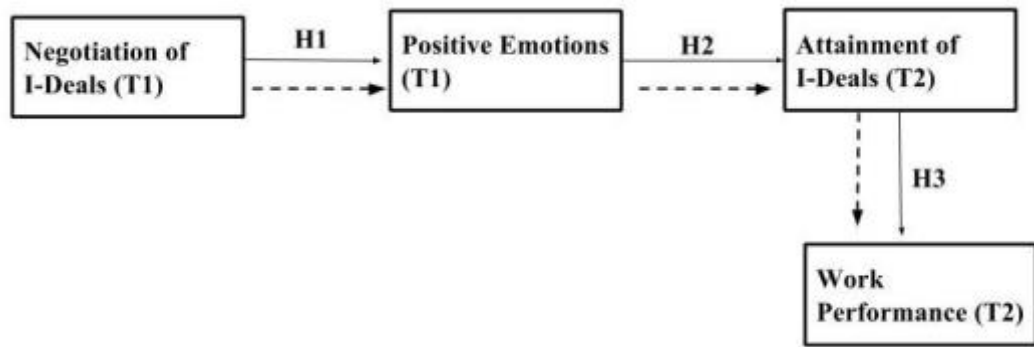 Negotiation of
I-Deals (T1)
H1
Positive Emotions
(T1)
H2
Attainment of
I-Deals (T2)
H3
Work
Performance (T2)